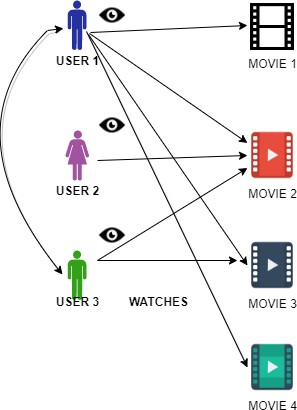 USER 1
MOVIE 1
USER 2
MOVIE 2
USER 3
WATCHES
MOVIE 3
MOVIE 4